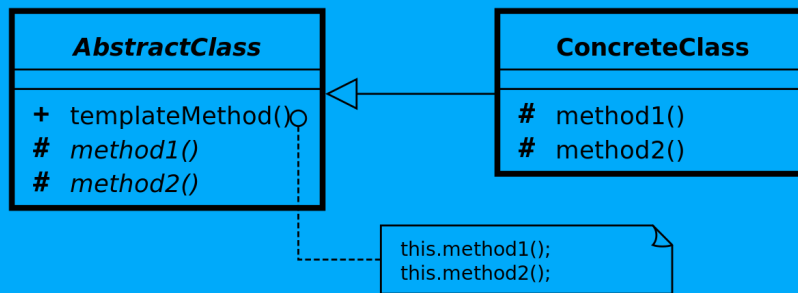 AbstractClass
+ templateMethod()
# method1()
# method2()
ConcreteClass
# method1()
# method2()
this.method1();
this.method2();